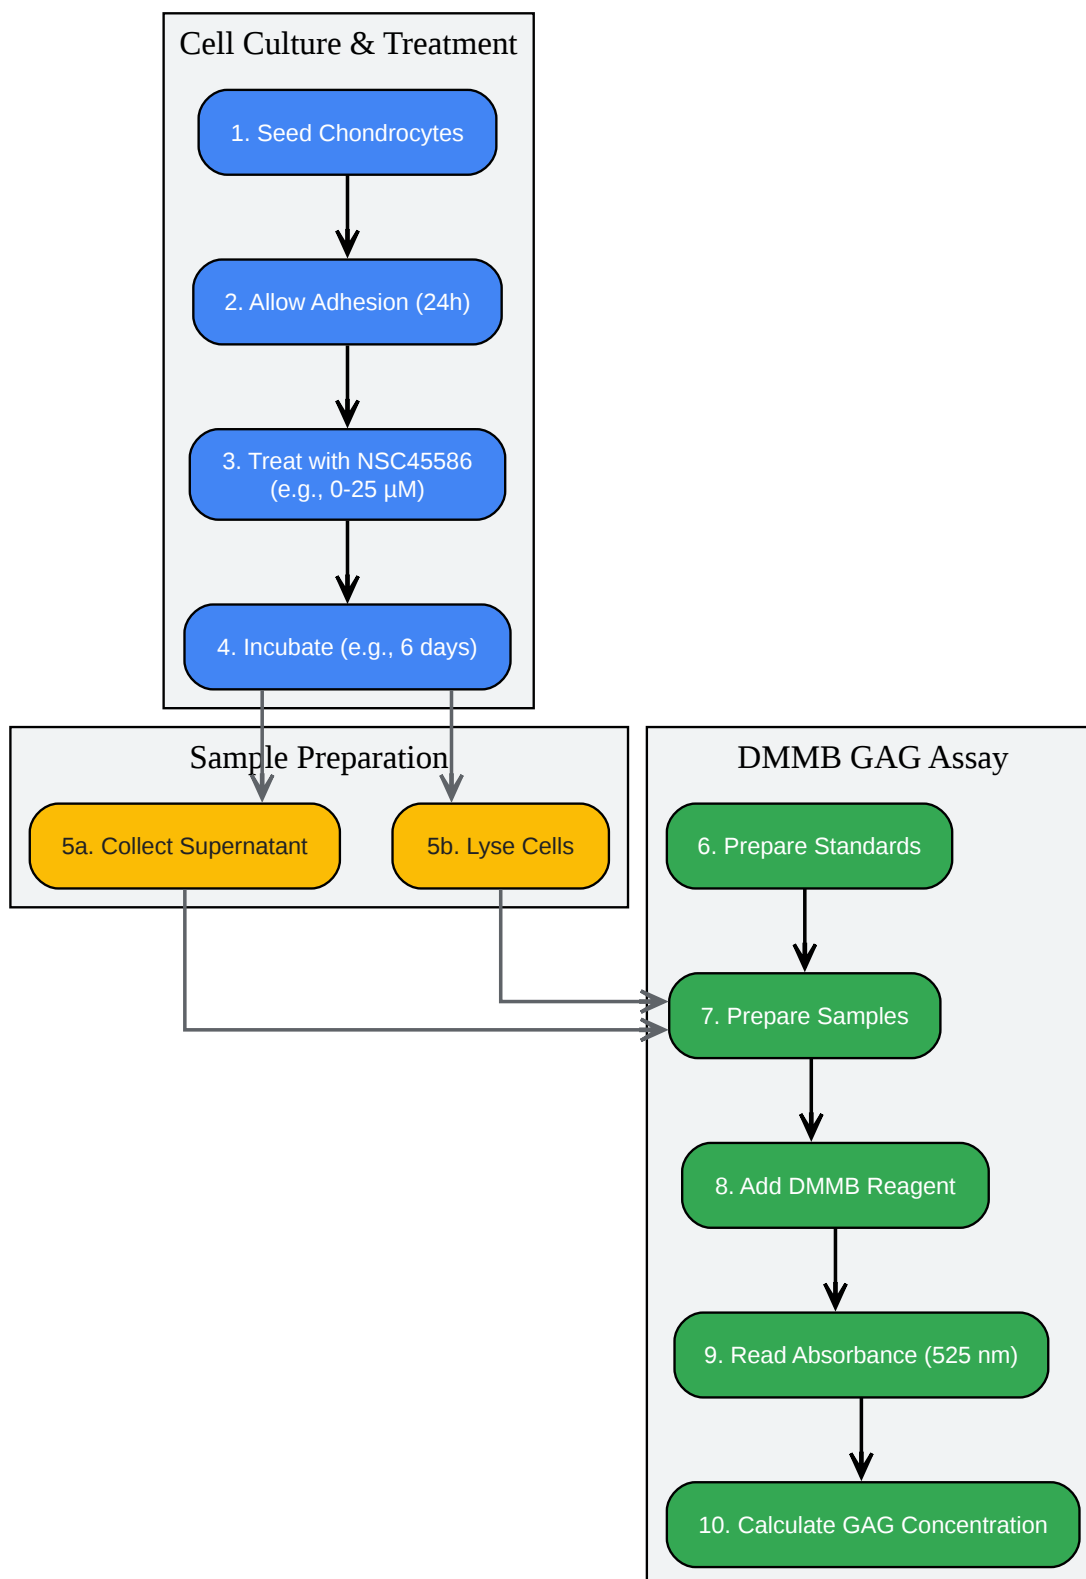 Cell Culture & Treatment
1. Seed Chondrocytes
2. Allow Adhesion (24h)
3. Treat with NSC45586
(e.g., 0-25 µM)
4. Incubate (e.g., 6 days)
Sample Preparation
5a. Collect Supernatant
5b. Lyse Cells
DMMB GAG Assay
6. Prepare Standards
7. Prepare Samples
8. Add DMMB Reagent
9. Read Absorbance (525 nm)
10. Calculate GAG Concentration